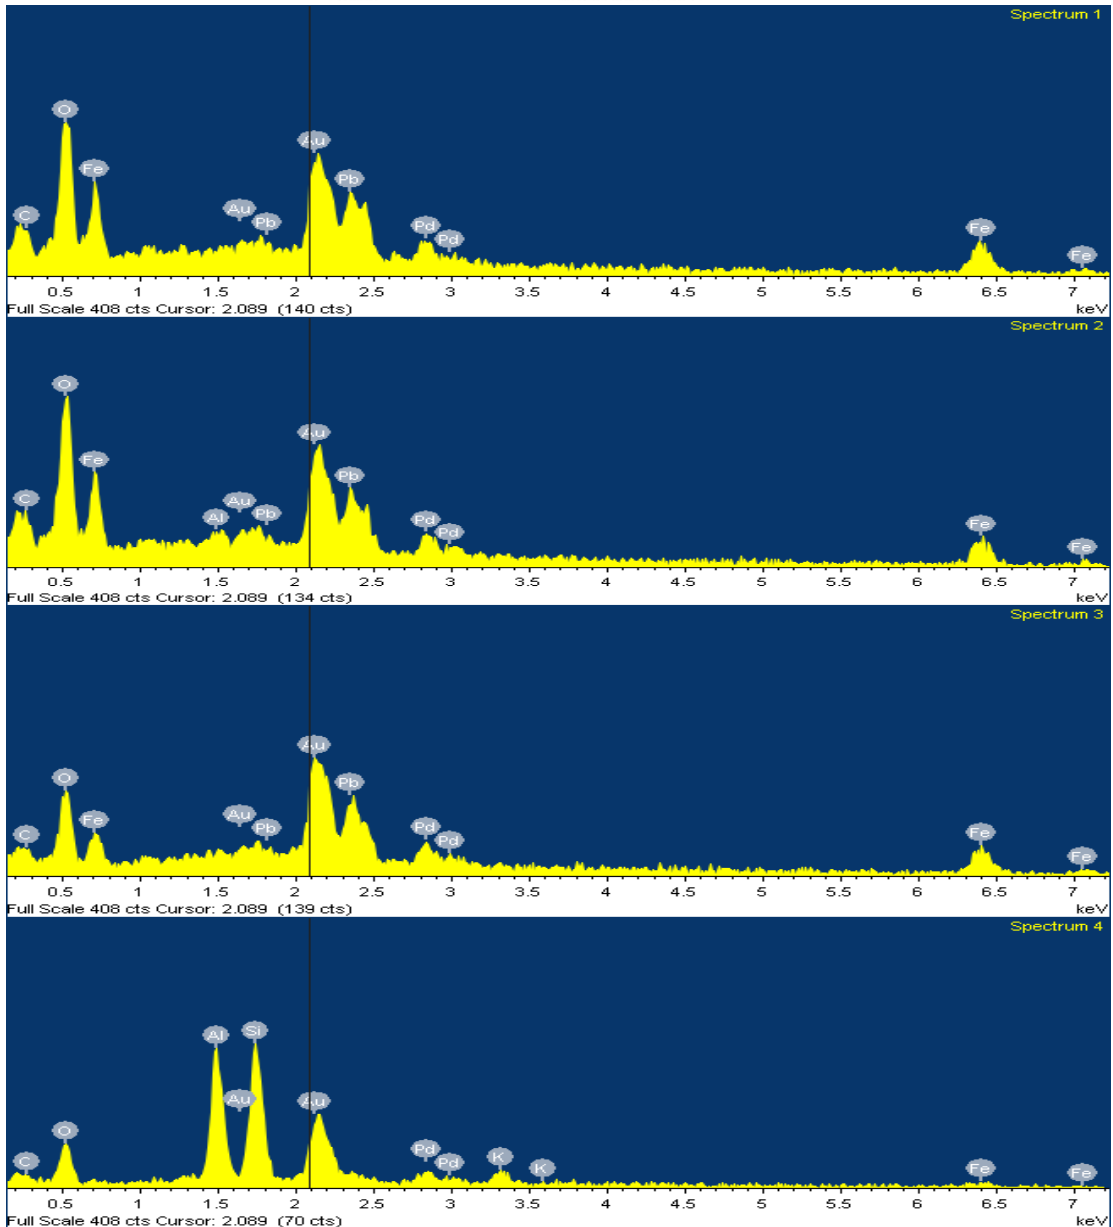 Spectrum 1
O
Au
Fe
Pb
C
Au
Pb
Pd
Pd
Fe
Fe
0.5 1 1.5 2 2.5 3 3.5 4 4.5 5 5.5 6 6.5 7
Full Scale 408 cts Cursor: 2.089 (140 cts) keV
Spectrum 2
O
Au
Fe
Pb
C
Au
Al
Pb
Pd
Pd
Fe
Fe
0.5 1 1.5 2 2.5 3 3.5 4 4.5 5 5.5 6 6.5 7
Full Scale 408 cts Cursor: 2.089 (134 cts) keV
Spectrum 3
Au
O
Pb
Fe
Au
Pb
C
Pd
Pd
Fe
Fe
0.5 1 1.5 2 2.5 3 3.5 4 4.5 5 5.5 6 6.5 7
Full Scale 408 cts Cursor: 2.089 (139 cts) keV
Spectrum 4
Al
Si
Au
Au
O
C
Pd
Pd
K
K
Fe
Fe
0.5 1 1.5 2 2.5 3 3.5 4 4.5 5 5.5 6 6.5 7
Full Scale 408 cts Cursor: 2.089 (70 cts) keV